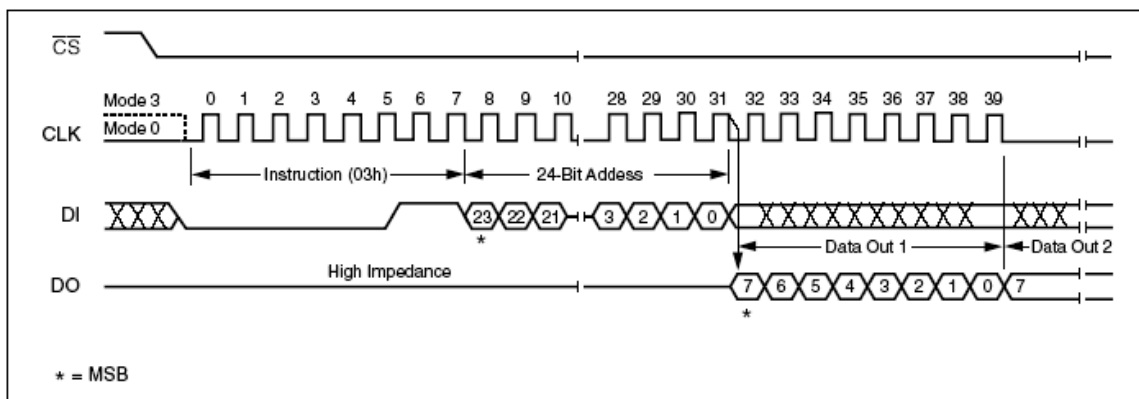 CS
Mode 3
0 1 2 3 4 5 6 7 8 9 10 28 29 30 31 32 33 34 35 36 37 38 39
CLK
Mode 0
Instruction (03h) 24-Bit Addess
DI
23 22 21 3 2 1 0
*
Data Out 1 Data Out 2
High Impedance
DO
7 6 5 4 3 2 1 0 7
*
* = MSB